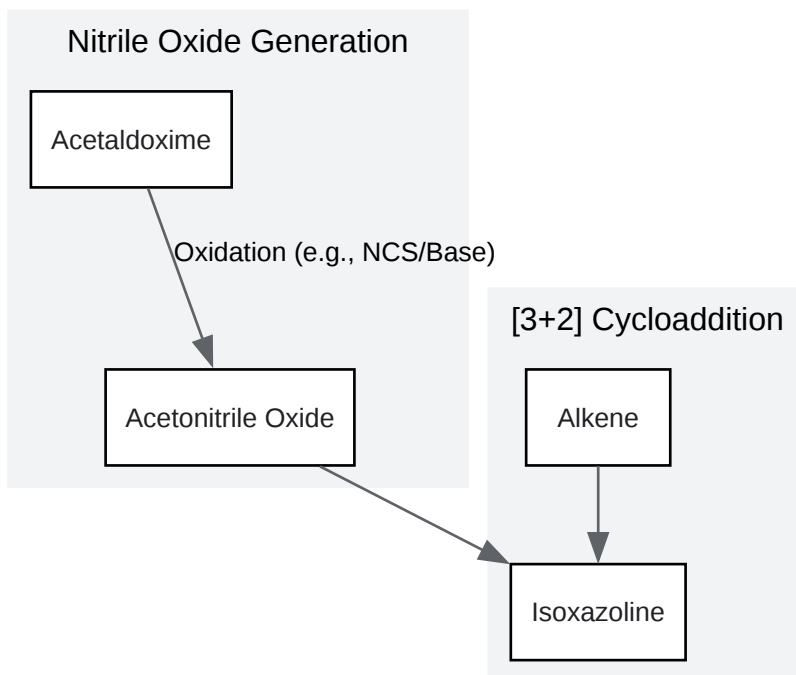 Nitrile Oxide Generation
Acetaldoxime
Oxidation (e.g., NCS/Base)
Acetonitrile Oxide
[3+2] Cycloaddition
Alkene
Isoxazoline